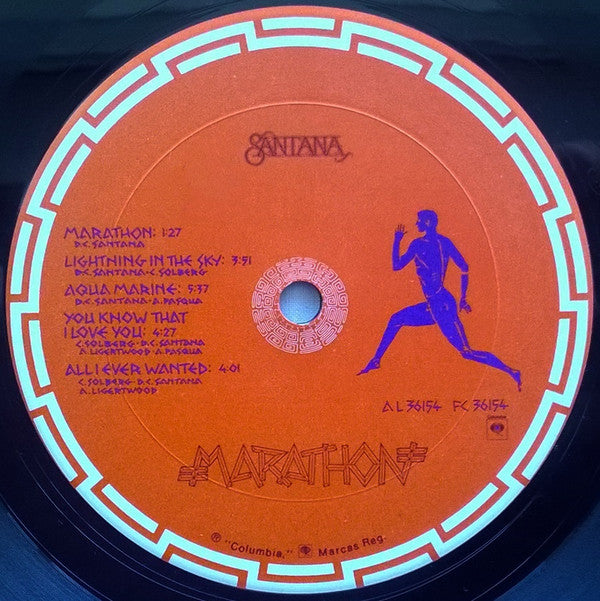 SANTANA
MARATHON: 1:27
D.C. SANTANA
LIGHTNING IN THE SKY: 3:51
D.C. SANTANA · C. SOLBERG
AQUA MARINE: 5:37
D.C. SANTANA · A. PASQUA
YOU KNOW THAT
I LOVE YOU: 4:27
C. SOLBERG · D.C. SANTANA
A. LIGERTWOOD · A. PASQUA
ALL I EVER WANTED: 4:01
C. SOLBERG · D.C. SANTANA
A. LIGERTWOOD
AL 36154 FC 36154
MARATHON
® "Columbia," Marcas Reg.